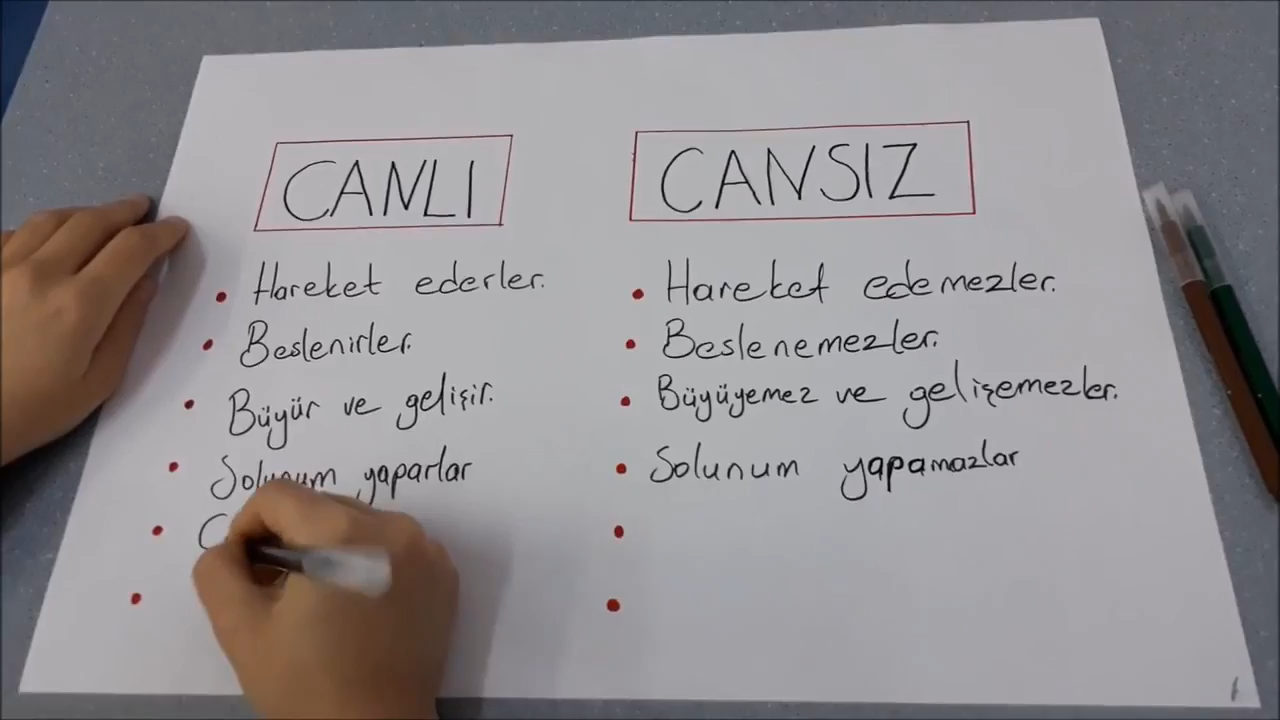 CANLI
Hareket ederler.
Beslenirler.
Büyür ve gelişir.
Solunum yaparlar
CANSIZ
Hareket edemezler.
Beslenemezler.
Büyüyemez ve gelişemezler.
Solunum yapamazlar